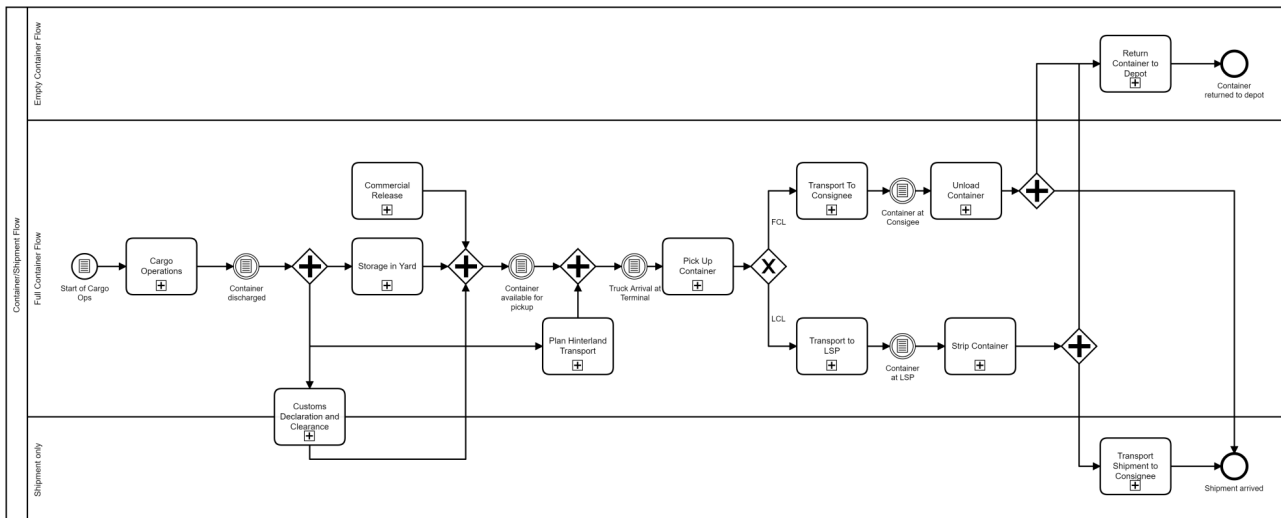 Container/Shipment Flow
Empty Container Flow
Return
Container to
Depot
Container
returned to depot
Full Container Flow
Start of Cargo
Ops
Cargo
Operations
Container
discharged
Commercial
Release
Storage in Yard
Container
available for
pickup
Plan Hinterland
Transport
Truck Arrival at
Terminal
Pick Up
Container
FCL
Transport To
Consignee
Container at
Consigee
Unload
Container
LCL
Transport to
LSP
Container
at LSP
Strip Container
Customs
Declaration and
Clearance
Shipment only
Transport
Shipment to
Consignee
Shipment arrived